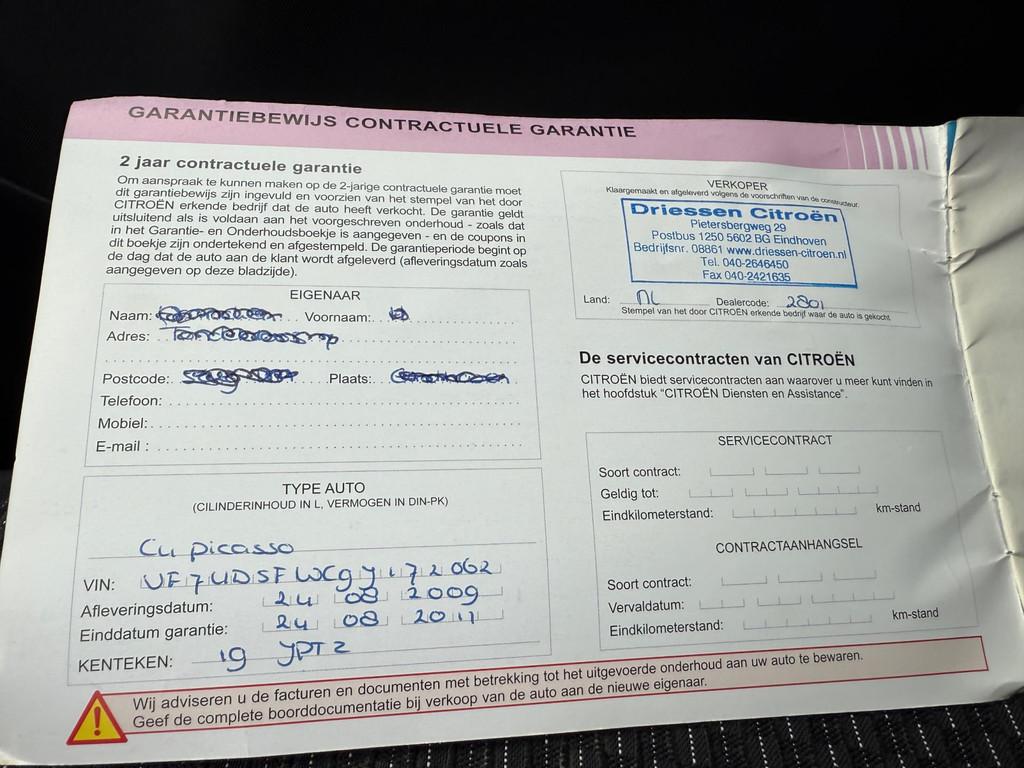 GARANTIEBEWIJS CONTRACTUELE GARANTIE
2 jaar contractuele garantie
Om aanspraak te kunnen maken op de 2-jarige contractuele garantie moet
dit garantiebewijs zijn ingevuld en voorzien van het stempel van het door
CITROËN erkende bedrijf dat de auto heeft verkocht. De garantie geldt
uitsluitend als is voldaan aan het voorgeschreven onderhoud - zoals dat
in het Garantie- en Onderhoudsboekje is aangegeven - en de coupons in
dit boekje zijn ondertekend en afgestempeld. De garantieperiode begint op
de dag dat de auto aan de klant wordt afgeleverd (afleveringsdatum zoals
aangegeven op deze bladzijde).
EIGENAAR
Naam: Voornaam:
Adres:
Postcode: Plaats:
Telefoon:
Mobiel:
E-mail :
TYPE AUTO
(CILINDERINHOUD IN L, VERMOGEN IN DIN-PK)
C4 picasso
VIN:
Afleveringsdatum: 24 08 2009
Einddatum garantie: 24 08 2011
KENTEKEN: 19 JPT 2
VERKOPER
Klaargemaakt en afgeleverd volgens de voorschriften van de constructeur.
Driessen Citroën
Pietersbergweg 29
Postbus 1250 5602 BG Eindhoven
Bedrijfsnr. 08861 www.driessen-citroen.nl
Tel. 040-2646450
Fax 040-2421635
Land: NL Dealercode: 2801
Stempel van het door CITROËN erkende bedrijf waar de auto is gekocht.
De servicecontracten van CITROËN
CITROËN biedt servicecontracten aan waarover u meer kunt vinden in
het hoofdstuk "CITROËN Diensten en Assistance".
SERVICECONTRACT
Soort contract:
Geldig tot:
Eindkilometerstand: km-stand
CONTRACTAANHANGSEL
Soort contract:
Vervaldatum:
Eindkilometerstand: km-stand
Wij adviseren u de facturen en documenten met betrekking tot het uitgevoerde onderhoud aan uw auto te bewaren.
Geef de complete boorddocumentatie bij verkoop van de auto aan de nieuwe eigenaar.